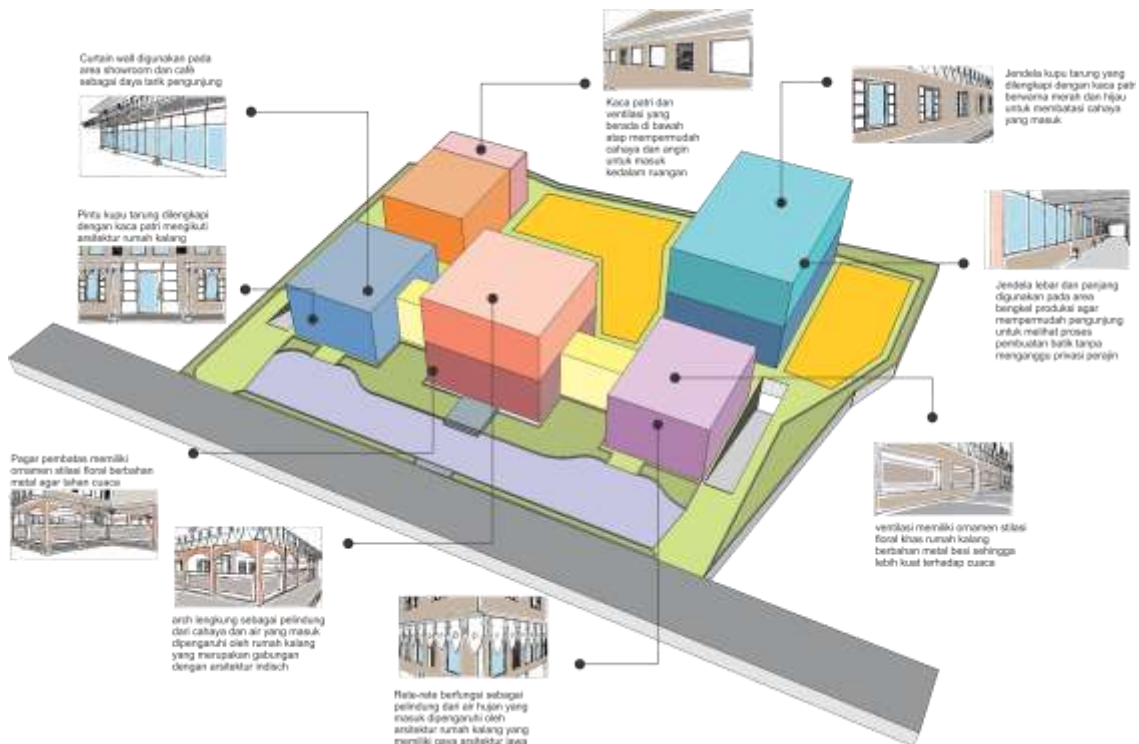 Curtain wall digunakan pada
area showroom dan café
sebagai daya tarik pengunjung
Pintu kupu tarung dilengkapi
dengan kaca patri mengikuti
arsitektur rumah kalang
Kaca patri dan
ventilasi yang
berada di bawah
atap mempermudah
cahaya dan angin
untuk masuk
kedalam ruangan
Jendela kupu tarung yang
dilengkapi dengan kaca patri
berwarna merah dan hijau
untuk membatasi cahaya
yang masuk
Jendela lebar dan panjang
digunakan pada area
bengkel produksi agar
mempermudah pengunjung
untuk melihat proses
pembuatan batik tanpa
menganggu privasi perajin
Pagar pembatas memiliki
ornamen stilasi floral berbahan
metal agar tahan cuaca
arch lengkung sebagai pelindung
dari cahaya dan air yang masuk
dipengaruhi oleh rumah kalang
yang merupakan gabungan
dengan arsitektur indisch
ventilasi memiliki ornamen stilasi
floral khas rumah kalang
berbahan metal besi sehingga
lebih kuat terhadap cuaca
Rete-rete berfungsi sebagai
pelindung dari air hujan yang
masuk dipengaruhi oleh
arsitektur rumah kalang yang
memiliki gaya arsitektur jawa